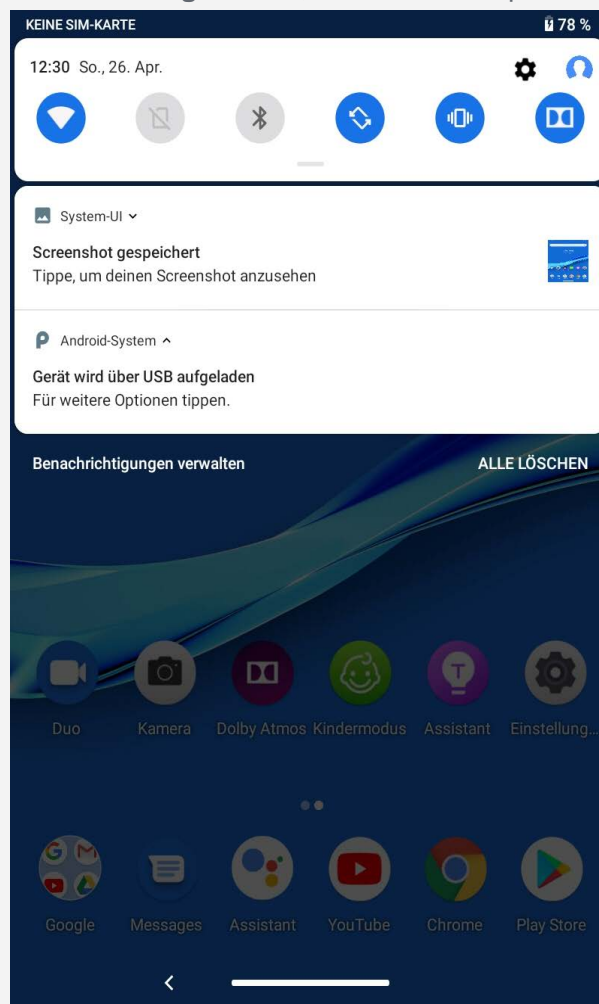 KEINE SIM-KARTE 78 %
12:30 So., 26. Apr.
System-UI
Screenshot gespeichert
Tippe, um deinen Screenshot anzusehen
Android-System
Gerät wird über USB aufgeladen
Für weitere Optionen tippen.
Benachrichtigungen verwalten ALLE LÖSCHEN
T
Duo Kamera Dolby Atmos Kindermodus Assistant Einstellung...
G M
Google Messages Assistant YouTube Chrome Play Store